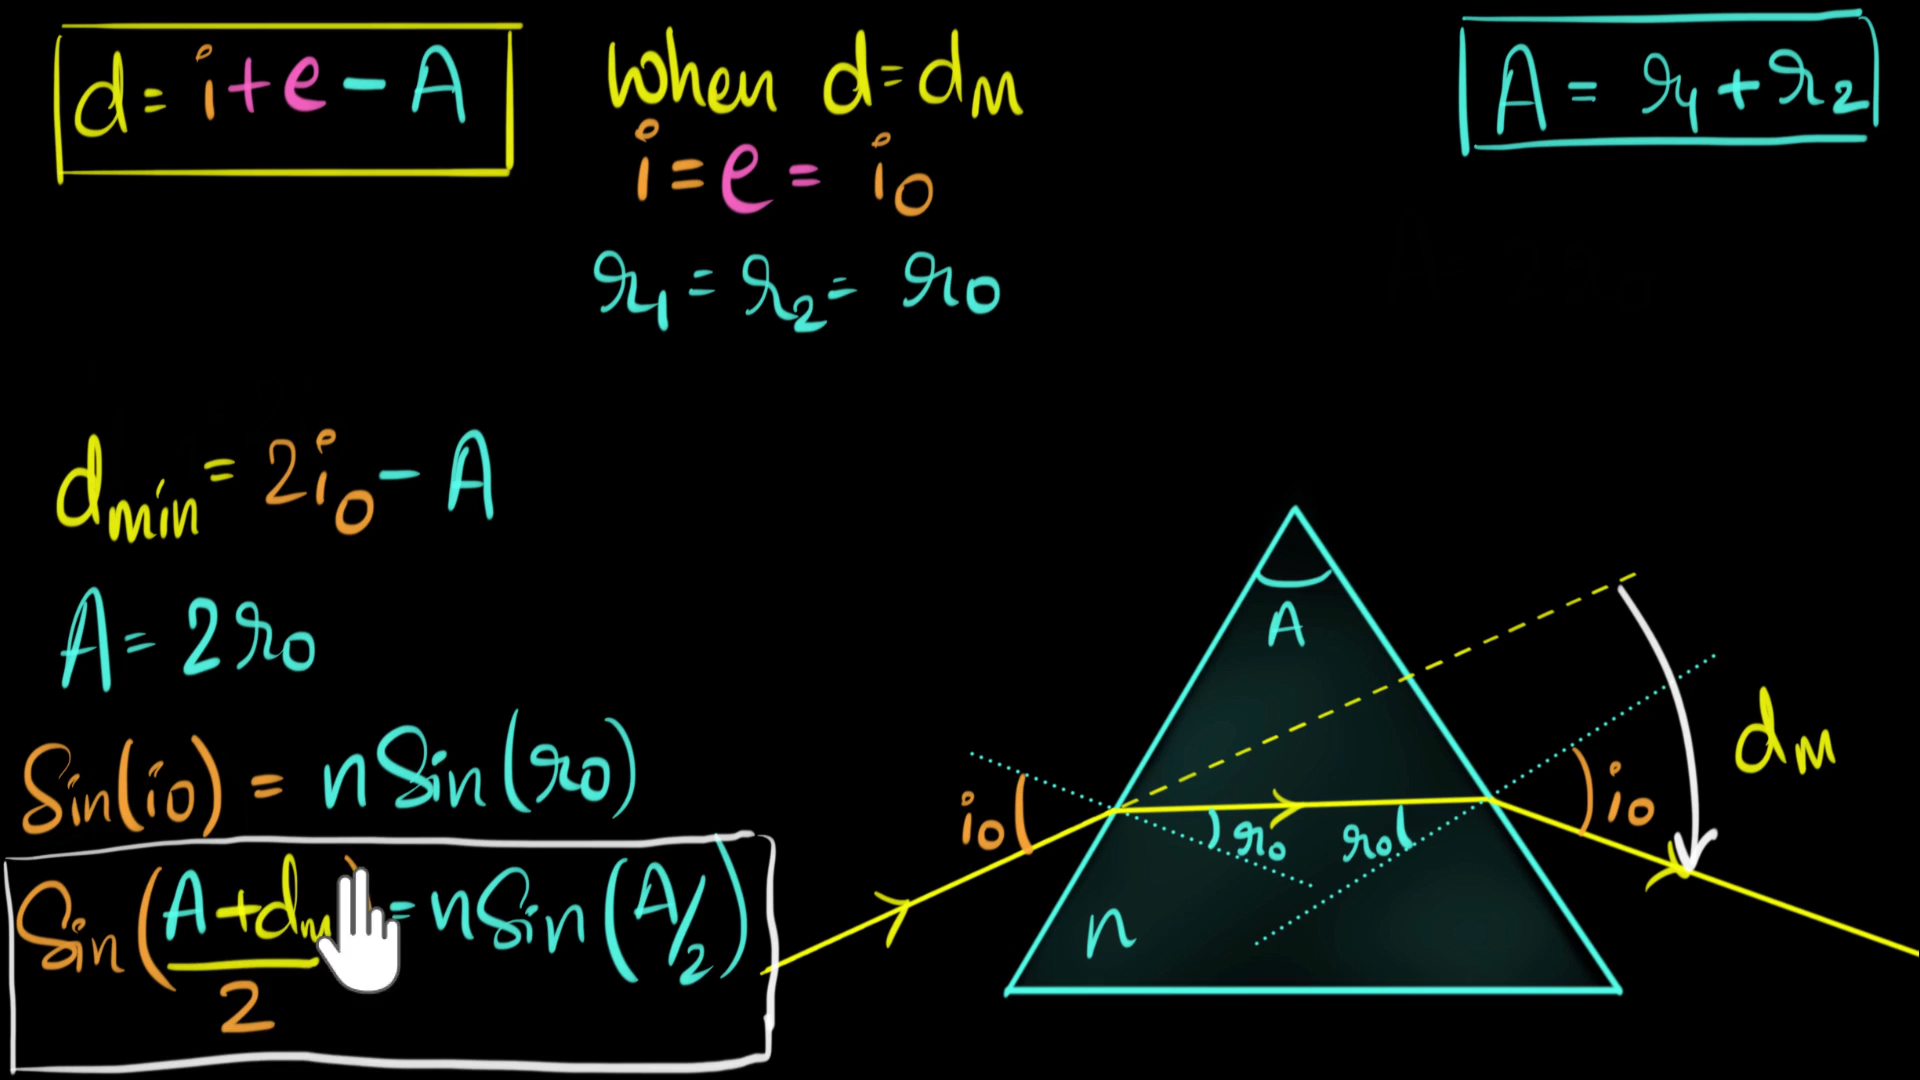 d = i + e - A
when d = dm
i = e = i0
r1 = r2 = r0
A = r1 + r2
dmin = 2i0 - A
A = 2r0
Sin(i0) = n Sin(r0)
Sin(A + dm/2) = n Sin(A/2)
A
i0
r0
r0
i0
dm
n